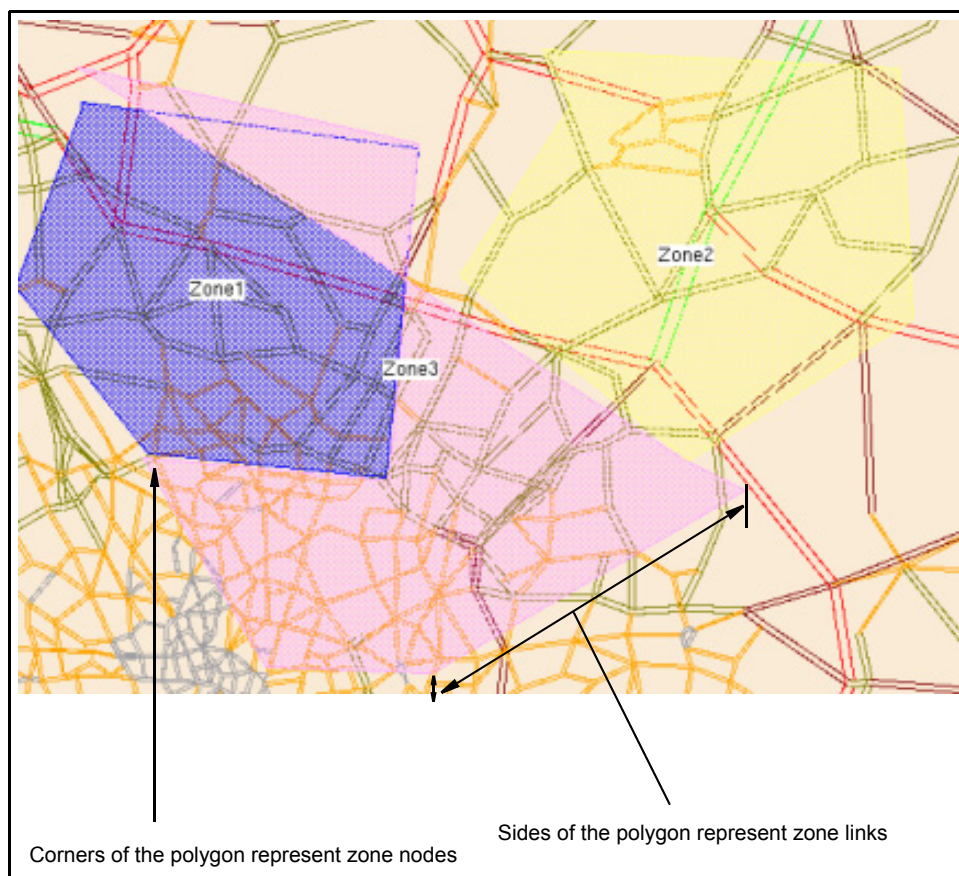 Zone2
Zone1
Zone3
Sides of the polygon represent zone links
Corners of the polygon represent zone nodes